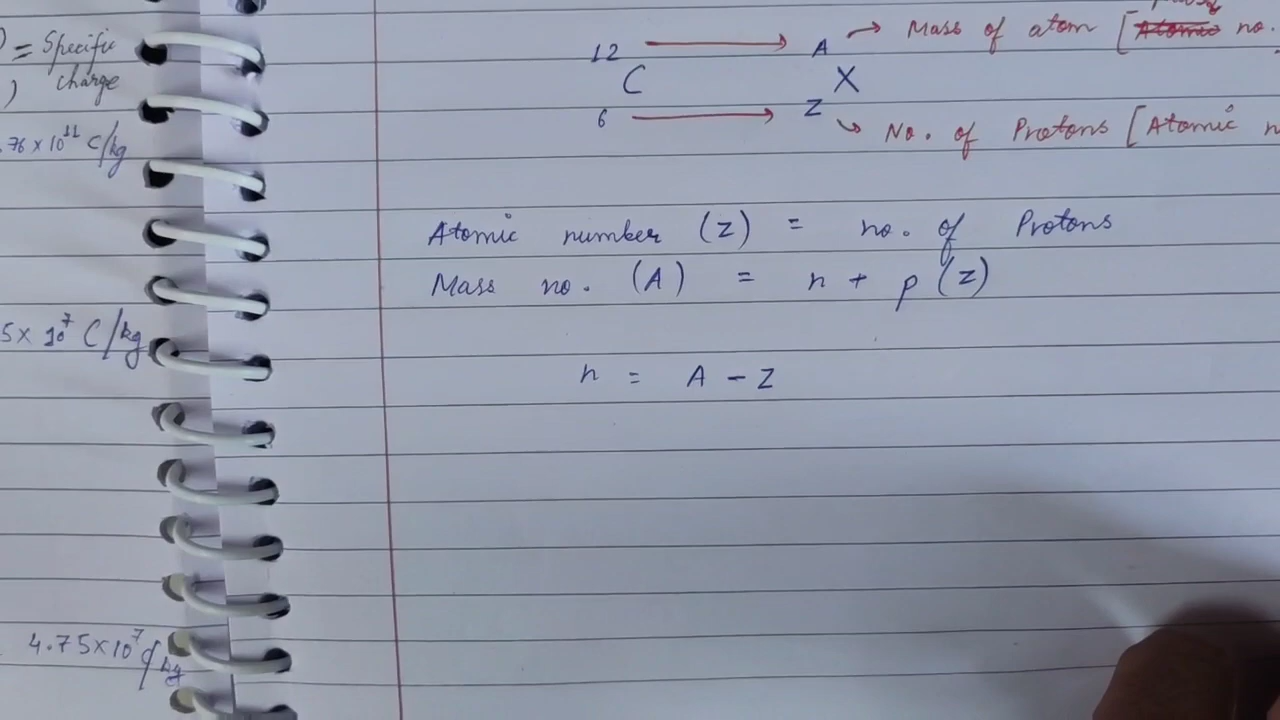 ) = Specific
) charge
.76 × 10¹¹ C/kg
5 × 10⁷ C/kg
4.75 × 10⁷ C/kg
12 → A → Mass of atom [ no.
C X
6 → Z → No. of Protons [Atomic n
Atomic number (Z) = no. of Protons
Mass no. (A) = n + p (Z)
n = A - Z